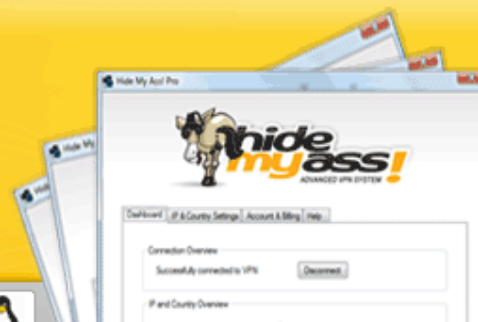 Hide My Ass! Pro
Hide My
hide
my ass!
ADVANCED VPN SYSTEM
Dashboard IP & Country Settings Account & Billing Help
Connection Overview
Successfully connected to VPN Disconnect
IP and Country Overview